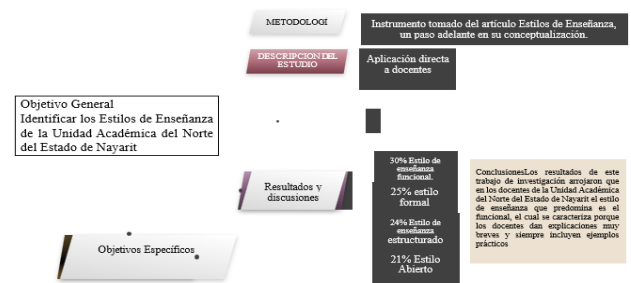 METODOLOGI
Instrumento tomado del artículo Estilos de Enseñanza,
un paso adelante en su conceptualización.
DESCRIPCION DEL
ESTUDIO
Aplicación directa
a docentes
Objetivo General
Identificar los Estilos de Enseñanza
de la Unidad Académica del Norte
del Estado de Nayarit
Resultados y
discusiones
30% Estilo de
enseñanza
funcional.
25% estilo
formal
24% Estilo de
enseñanza
estructurado
21% Estilo
Abierto
ConclusionesLos resultados de este
trabajo de investigación arrojaron que
en los docentes de la Unidad Académica
del Norte del Estado de Nayarit el estilo
de enseñanza que predomina es el
funcional, el cual se caracteriza porque
los docentes dan explicaciones muy
breves y siempre incluyen ejemplos
prácticos
Objetivos Específicos